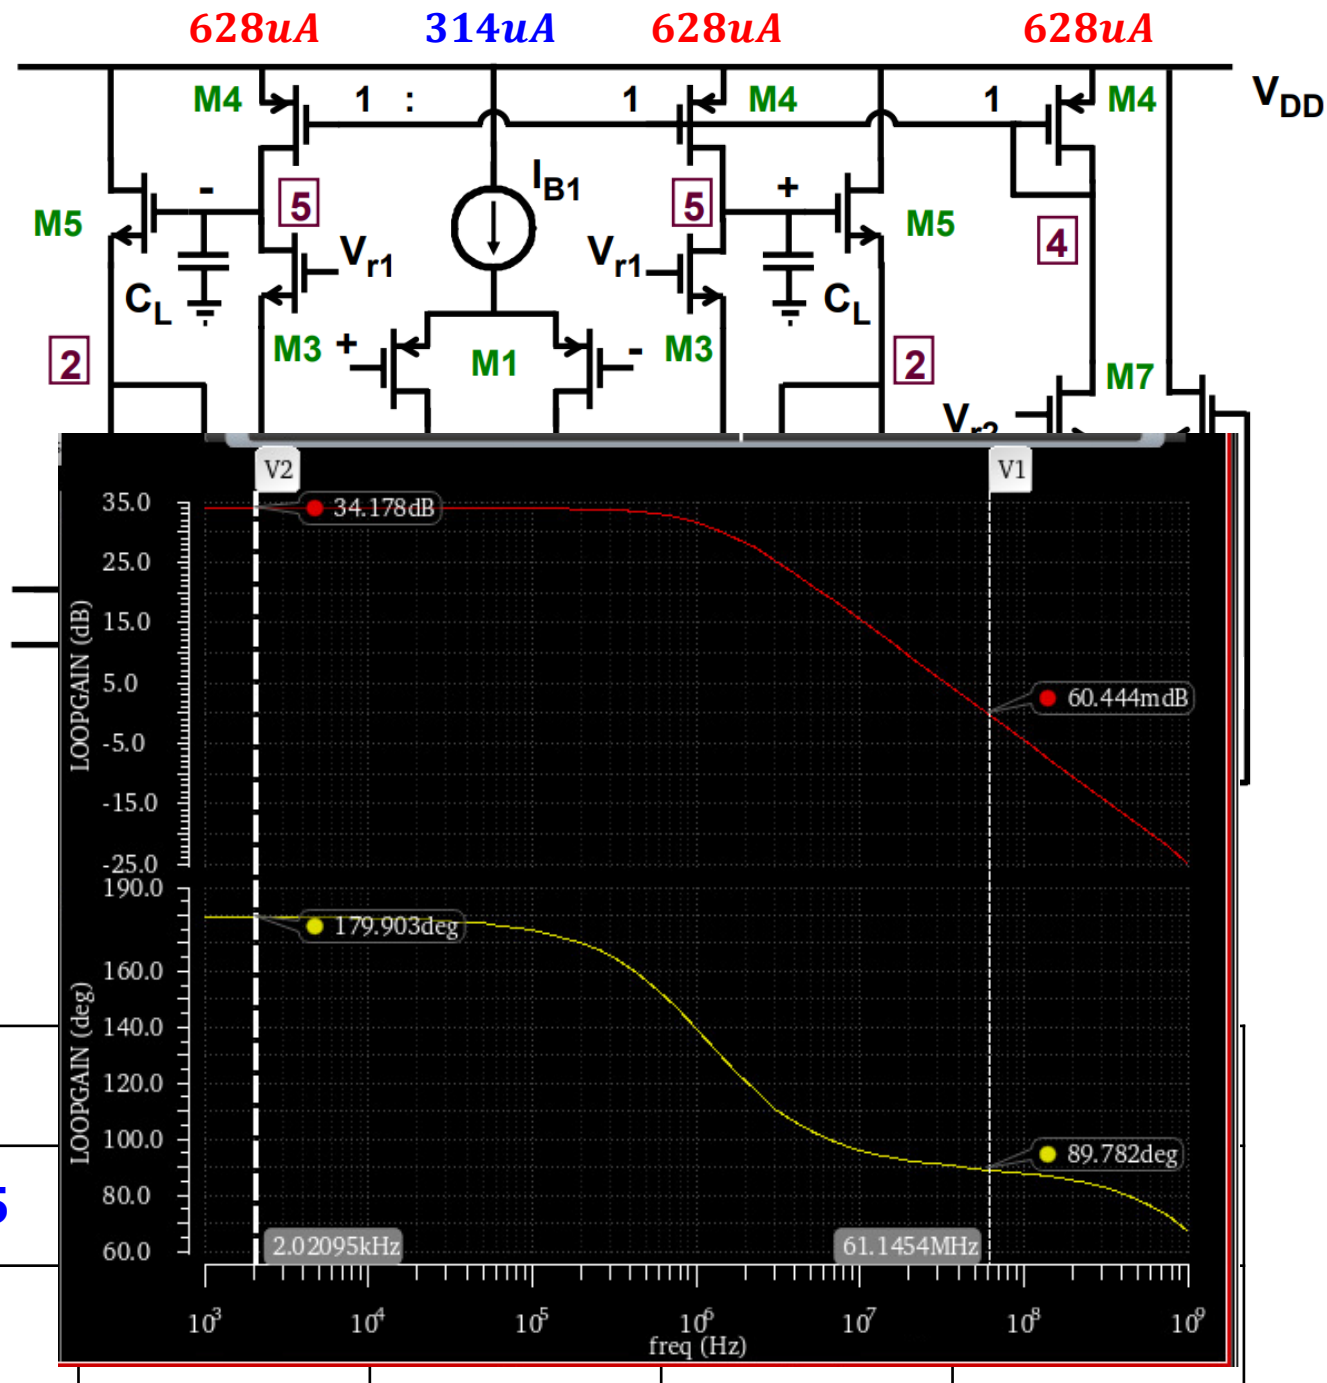 628uA 314uA 628uA 628uA
M4 1 : 1 M4 1 M4 VDD
IB1
- 5 5 +
M5 Vr1 Vr1 M5 4
CL CL
2 M3 + M1 - M3 2 M7
Vr2
V2 V1
35.0 34.178dB
25.0
15.0
5.0 60.444mdB
-5.0
-15.0
-25.0
LOOPGAIN (dB)
190.0
179.903deg
160.0
140.0
120.0
100.0 89.782deg
80.0
60.0
LOOPGAIN (deg)
5
2.02095kHz 61.1454MHz
10³ 10⁴ 10⁵ 10⁶ 10⁷ 10⁸ 10⁹
freq (Hz)